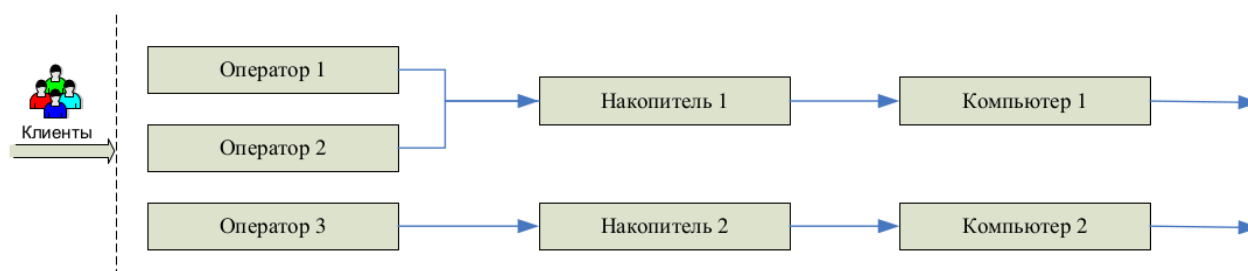 Клиенты
Оператор 1
Оператор 2
Оператор 3
Накопитель 1
Накопитель 2
Компьютер 1
Компьютер 2